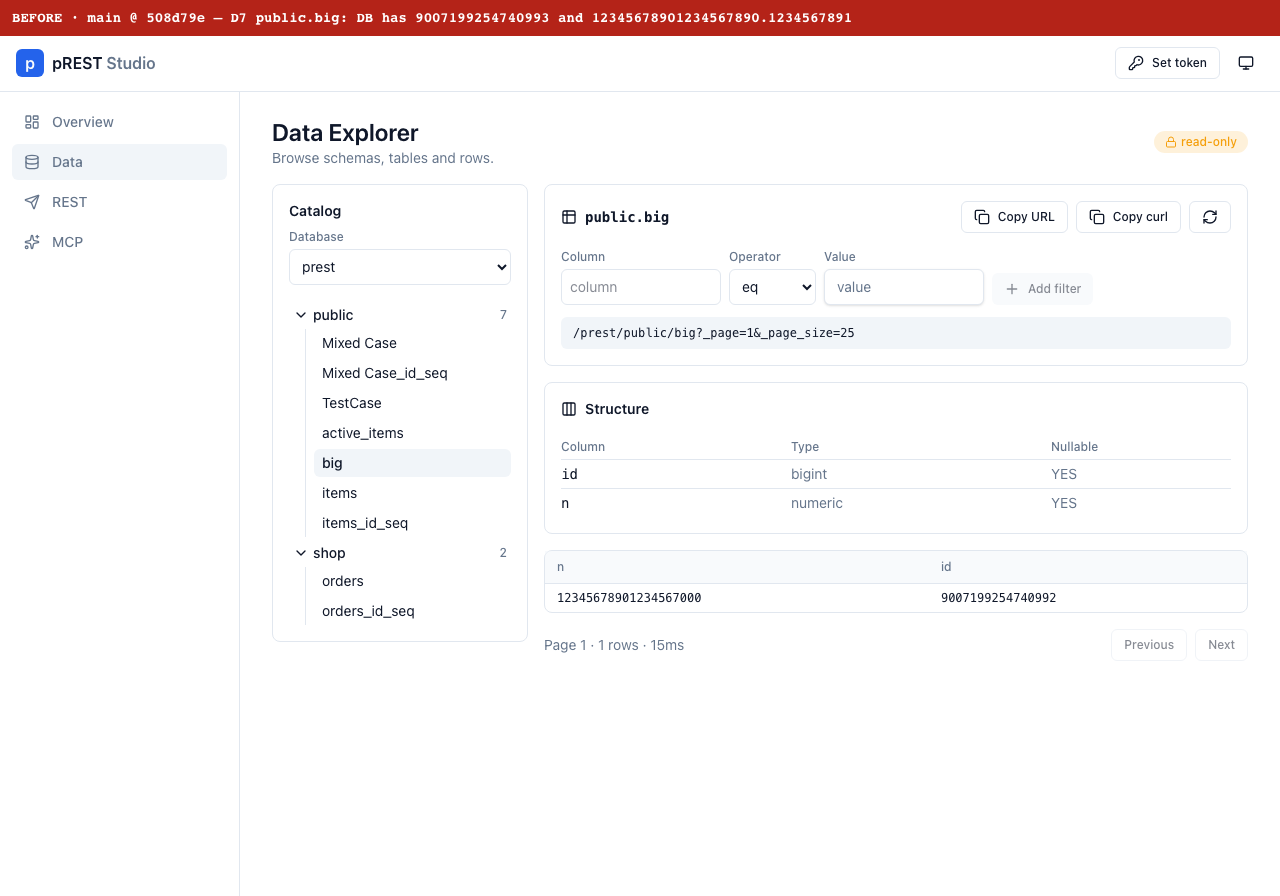 BEFORE · main @ 508d79e — D7 public.big: DB has 9007199254740993 and 12345678901234567890.1234567891
p pREST Studio
Set token
Overview
Data
REST
MCP
Data Explorer
Browse schemas, tables and rows.
read-only
Catalog
Database
prest
public 7
Mixed Case
Mixed Case_id_seq
TestCase
active_items
big
items
items_id_seq
shop 2
orders
orders_id_seq
public.big
Copy URL Copy curl
Column Operator Value
column eq value Add filter
/prest/public/big?_page=1&_page_size=25
Structure
Column Type Nullable
id bigint YES
n numeric YES
n id
12345678901234567000 9007199254740992
Page 1 · 1 rows · 15ms
Previous Next